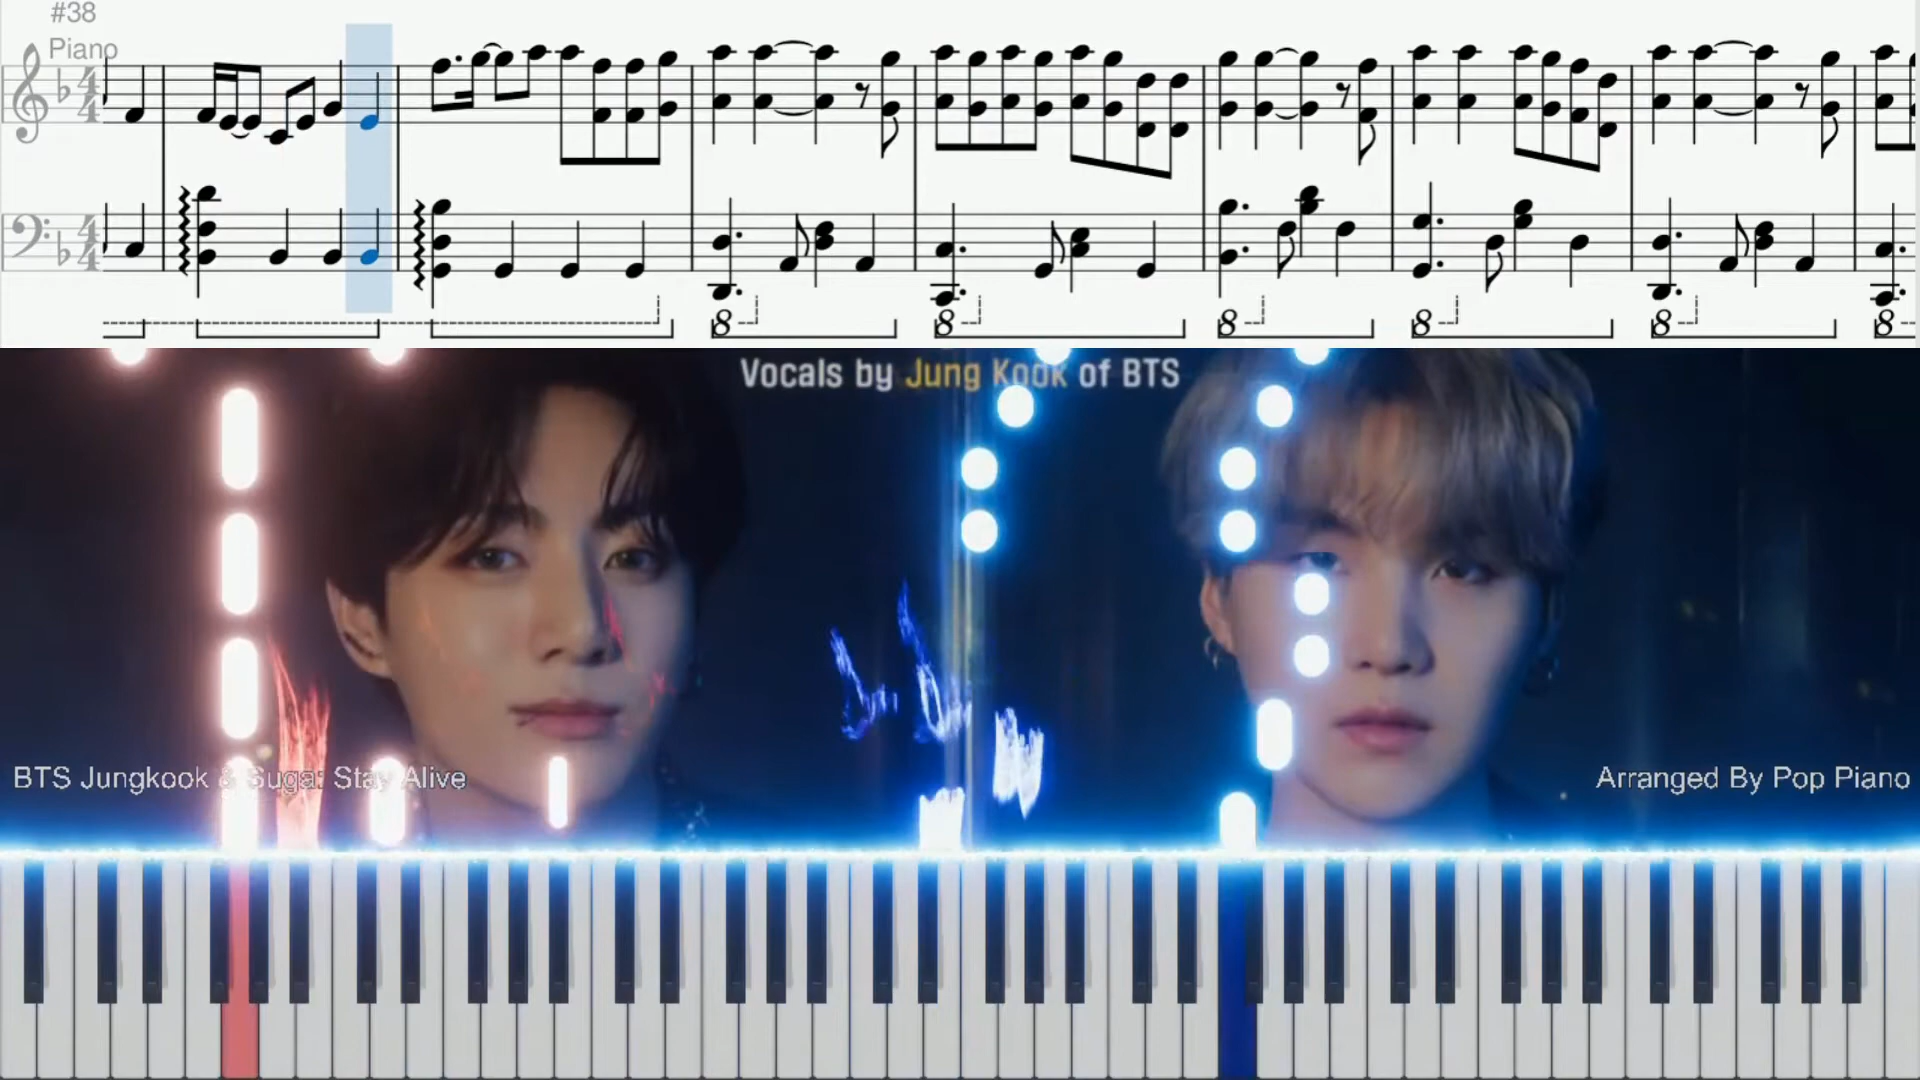 #38
Piano
Vocals by Jung Kook of BTS
BTS Jungkook & Suga: Stay Alive
Arranged By Pop Piano